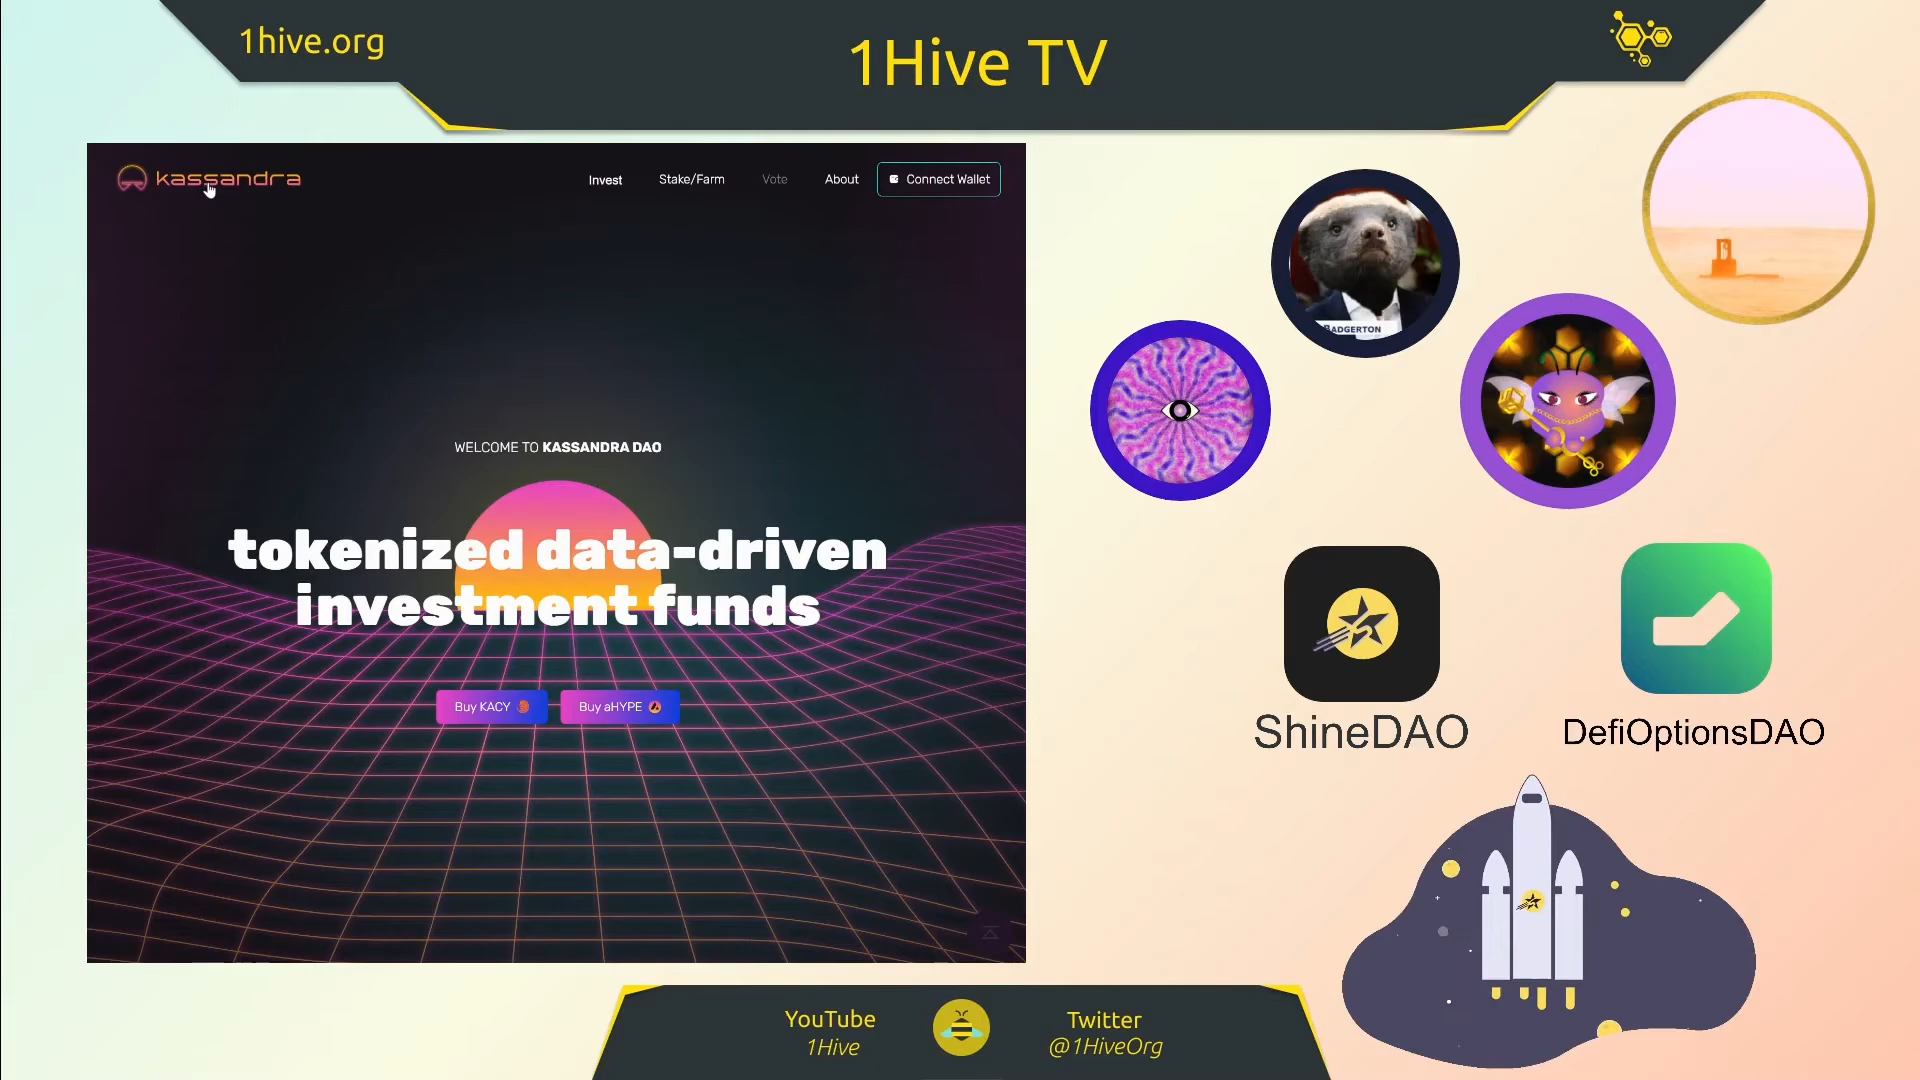 1hive.org
1Hive TV
kassandra
Invest
Stake/Farm
Vote
About
Connect Wallet
WELCOME TO KASSANDRA DAO
tokenized data-driven
investment funds
Buy KACY
Buy aHYPE
BADGERTON
ShineDAO
DefiOptionsDAO
YouTube
1Hive
Twitter
@1HiveOrg